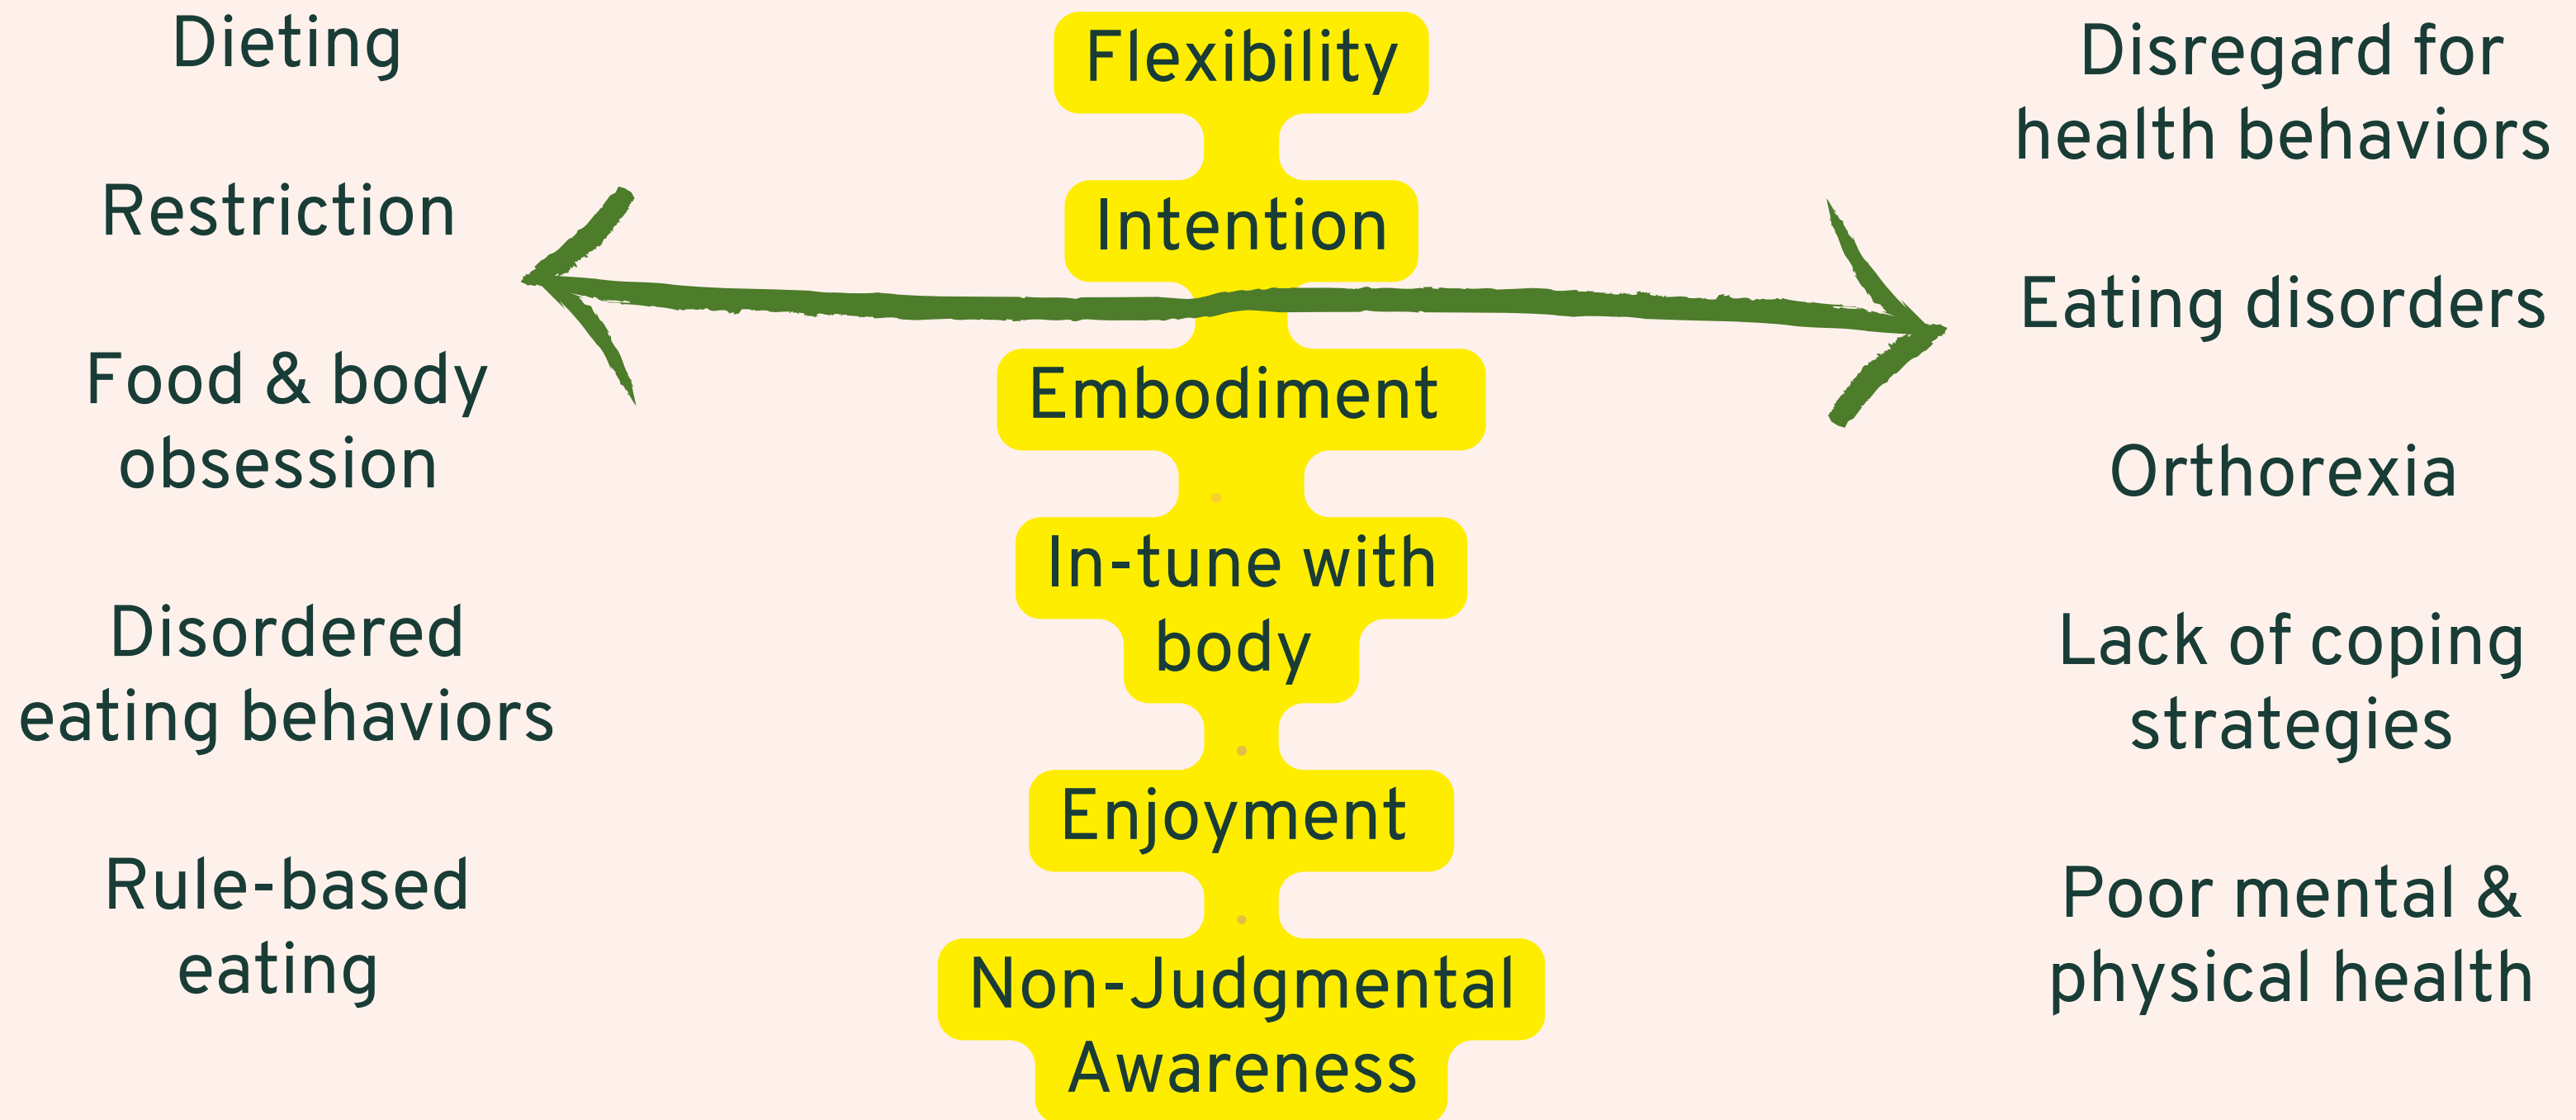 Dieting
Restriction
Food & body
obsession
Disordered
eating behaviors
Rule-based
eating
Flexibility
Intention
Embodiment
In-tune with
body
Enjoyment
Non-Judgmental
Awareness
Disregard for
health behaviors
Eating disorders
Orthorexia
Lack of coping
strategies
Poor mental &
physical health